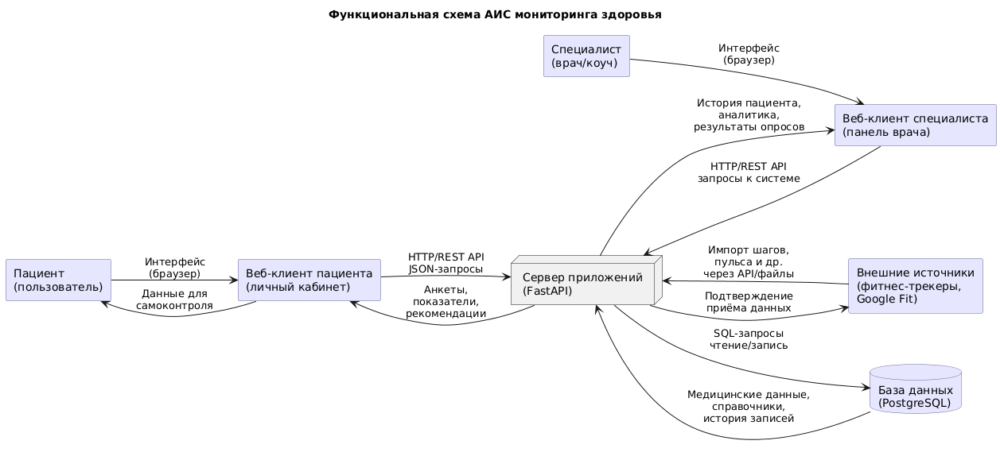 Функциональная схема АИС мониторинга здоровья
Специалист
(врач/коуч)
Интерфейс
(браузер)
Веб-клиент специалиста
(панель врача)
История пациента,
аналитика,
результаты опросов
HTTP/REST API
запросы к системе
Пациент
(пользователь)
Интерфейс
(браузер)
Данные для
самоконтроля
Веб-клиент пациента
(личный кабинет)
HTTP/REST API
JSON-запросы
Анкеты,
показатели,
рекомендации
Сервер приложений
(FastAPI)
Импорт шагов,
пульса и др.
через API/файлы
Подтверждение
приёма данных
Внешние источники
(фитнес-трекеры,
Google Fit)
SQL-запросы
чтение/запись
Медицинские данные,
справочники,
история записей
База данных
(PostgreSQL)